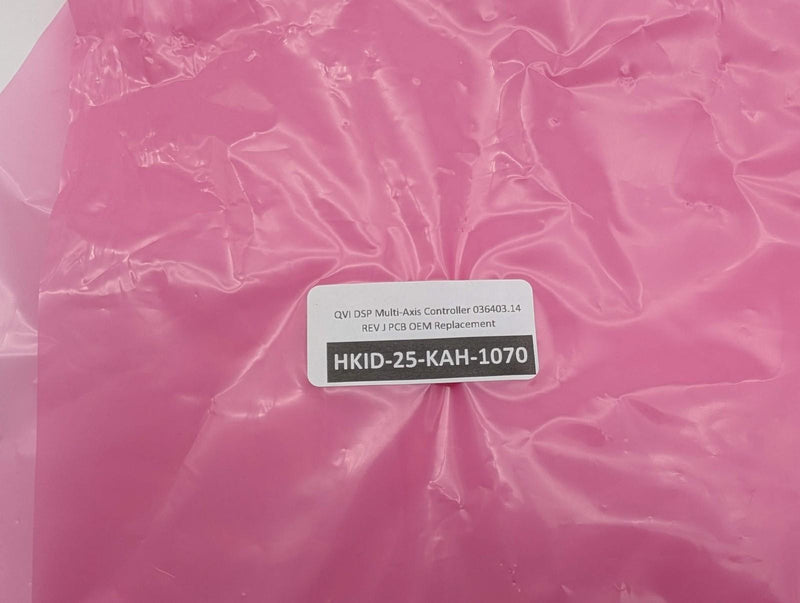 QVI DSP Multi-Axis Controller 036403.14
REV J PCB OEM Replacement
HKID-25-KAH-1070